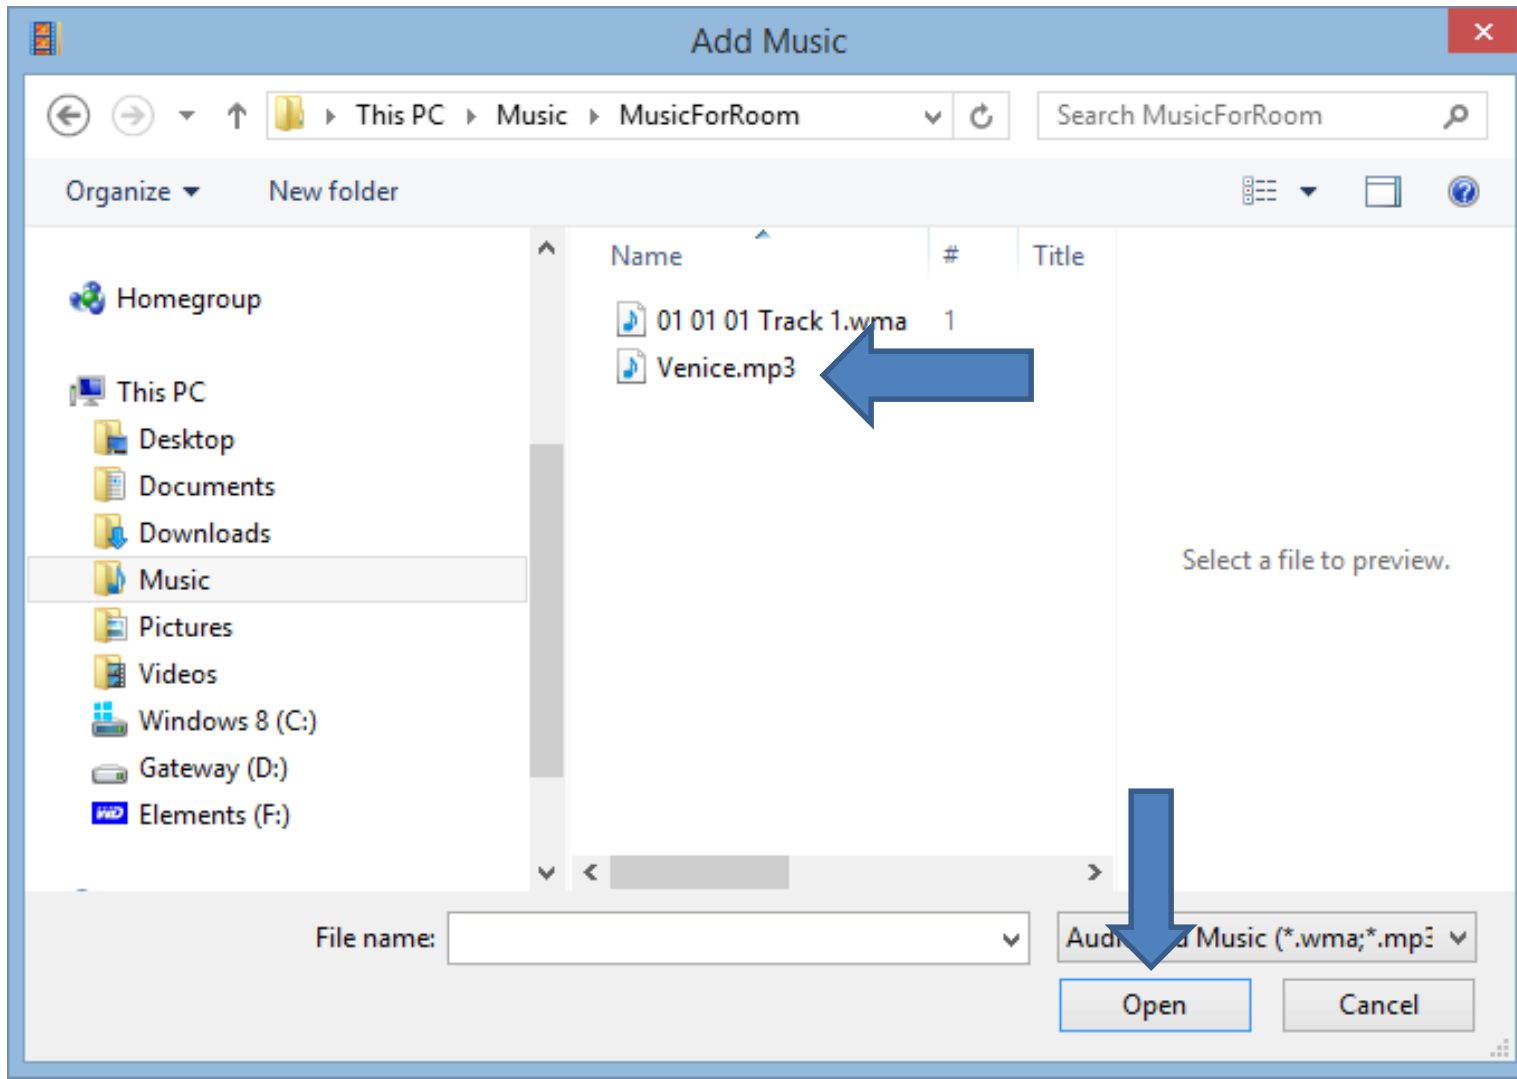 Add Music
This PC Music MusicForRoom
Search MusicForRoom
Organize New folder
Name # Title
Homegroup
01 01 01 Track 1.wma 1
Venice.mp3
This PC
Desktop
Documents
Downloads
Music
Pictures
Videos
Windows 8 (C:)
Gateway (D:)
Elements (F:)
Select a file to preview.
File name:
Music (*.wma;*.mp3
Open Cancel